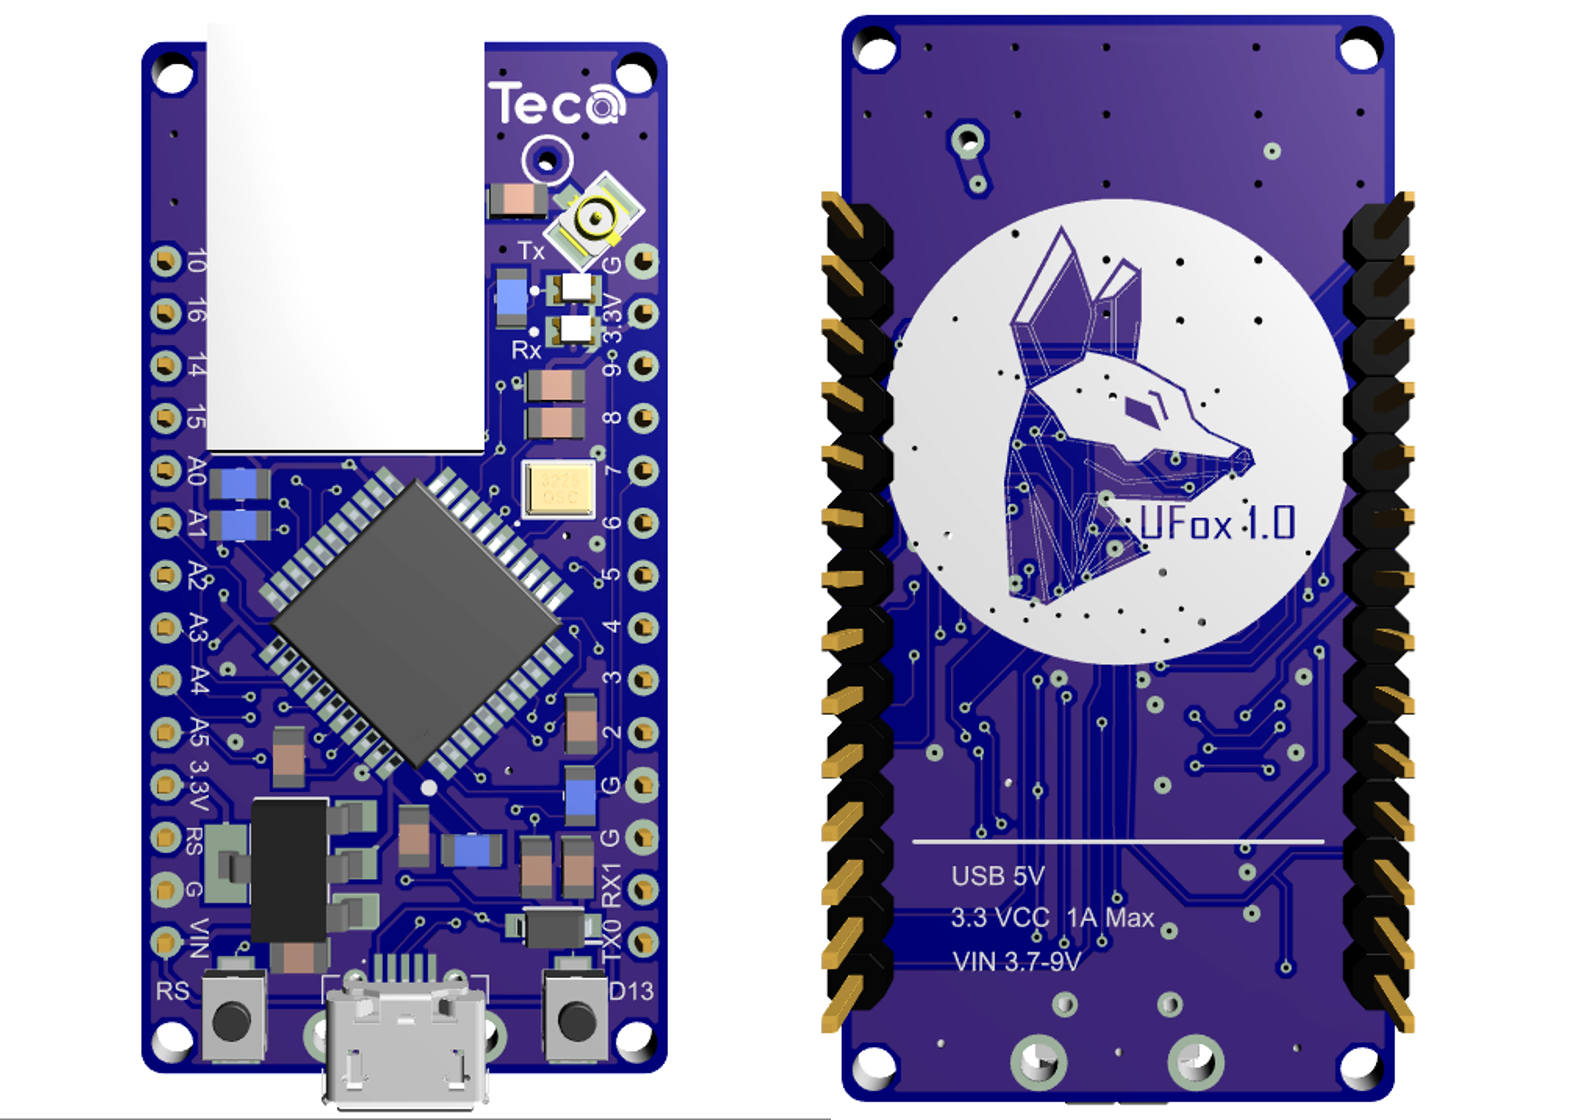 Teca
Tx
Rx
10
16
14
15
A0
A1
A2
A3
A4
A5
3.3V
RS
G
VIN
G
3.3V
9
8
7
6
5
4
3
2
G
G
RX1
TX0
3225
OSC
RS
D13
UFox 1.0
USB 5V
3.3 VCC 1A Max
VIN 3.7-9V